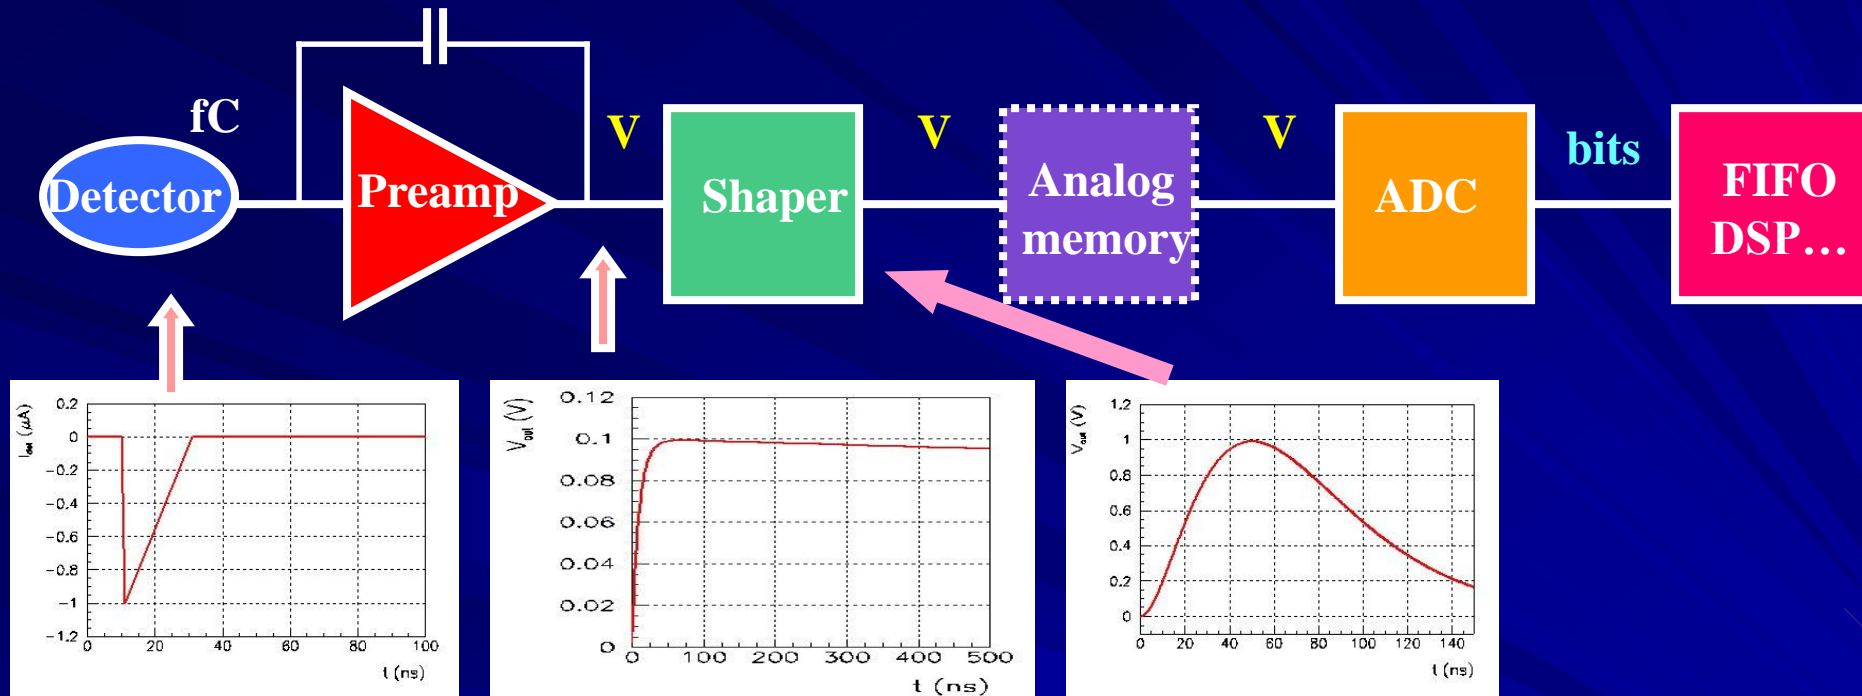 fC
V
V
V
bits
Detector
Preamp
Shaper
Analog
memory
ADC
FIFO
DSP…
0.2
0
−0.2
−0.4
−0.6
−0.8
−1
−1.2
0 20 40 60 80 100
t (ns)
V out (V)
0.12
0.1
0.08
0.06
0.04
0.02
0
0 100 200 300 400 500
t (ns)
V out (V)
1.2
1
0.8
0.6
0.4
0.2
0
0 20 40 60 80 100 120 140
t (ns)